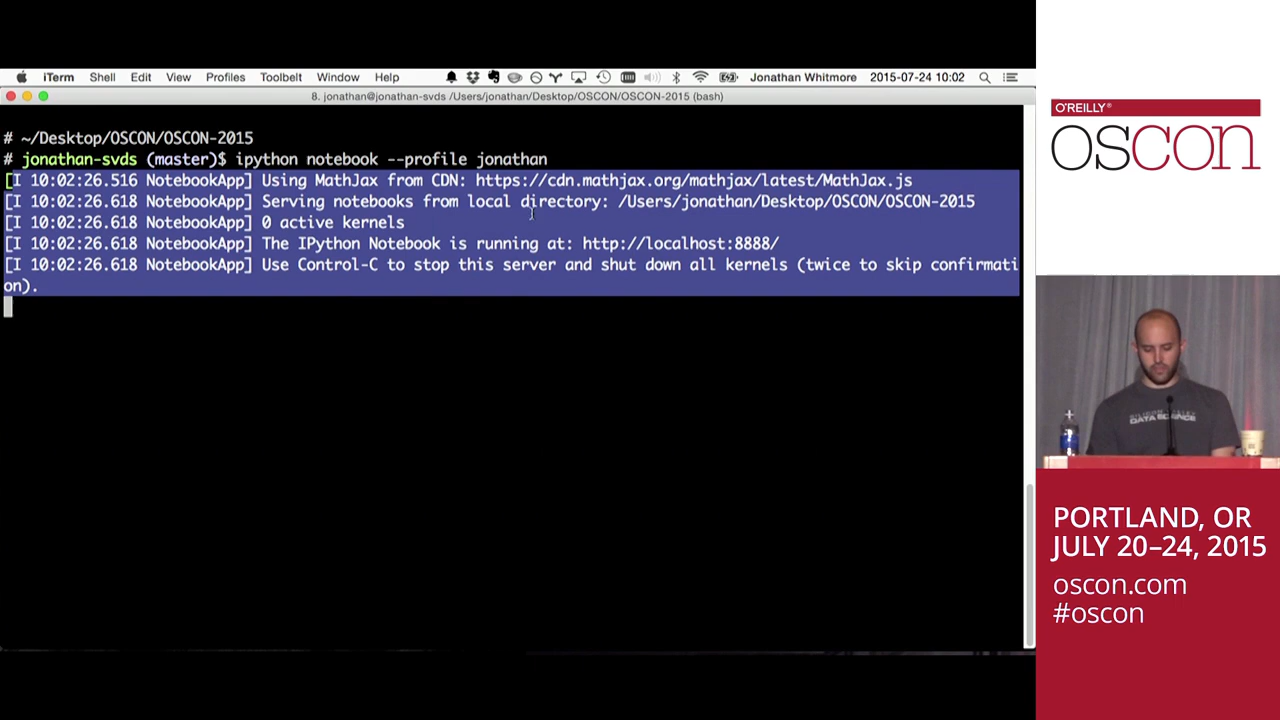 iTerm Shell Edit View Profiles Toolbelt Window Help Jonathan Whitmore 2015-07-24 10:02
8. jonathan@jonathan-svds /Users/jonathan/Desktop/OSCON/OSCON-2015 (bash)
# ~/Desktop/OSCON/OSCON-2015
# jonathan-svds (master)$ ipython notebook --profile jonathan
[I 10:02:26.516 NotebookApp] Using MathJax from CDN: https://cdn.mathjax.org/mathjax/latest/MathJax.js
[I 10:02:26.618 NotebookApp] Serving notebooks from local directory: /Users/jonathan/Desktop/OSCON/OSCON-2015
[I 10:02:26.618 NotebookApp] 0 active kernels
[I 10:02:26.618 NotebookApp] The IPython Notebook is running at: http://localhost:8888/
[I 10:02:26.618 NotebookApp] Use Control-C to stop this server and shut down all kernels (twice to skip confirmati
on).
O'REILLY®
OSCON
SILICON VALLEY
DATA SCIENCE
PORTLAND, OR
JULY 20–24, 2015
oscon.com
#oscon